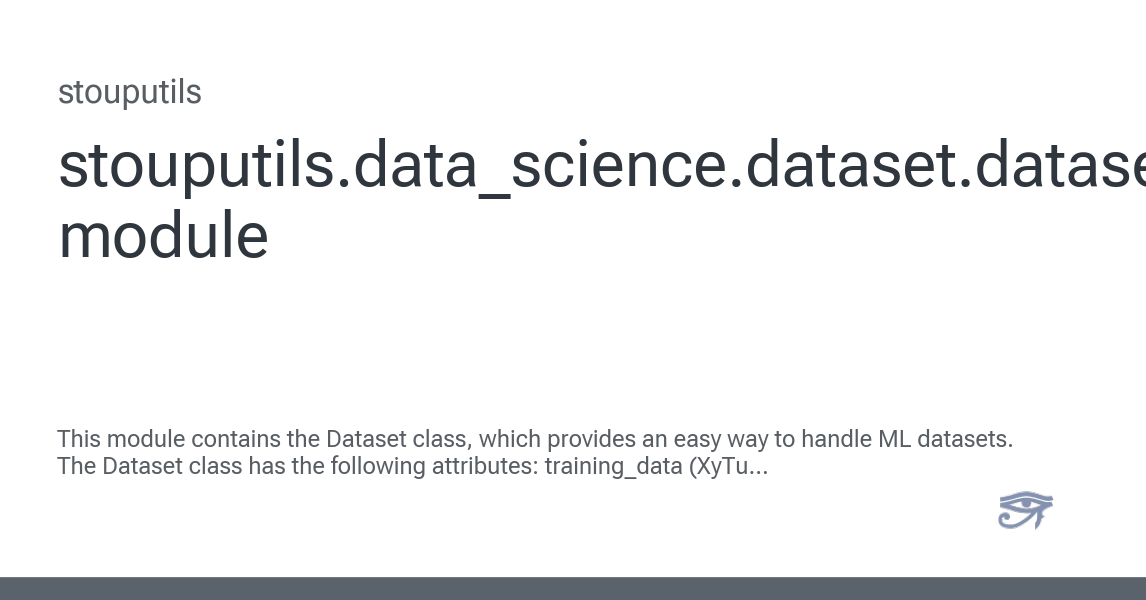 stouputils
stouputils.data_science.dataset.datase
module
This module contains the Dataset class, which provides an easy way to handle ML datasets.
The Dataset class has the following attributes: training_data (XyTu...